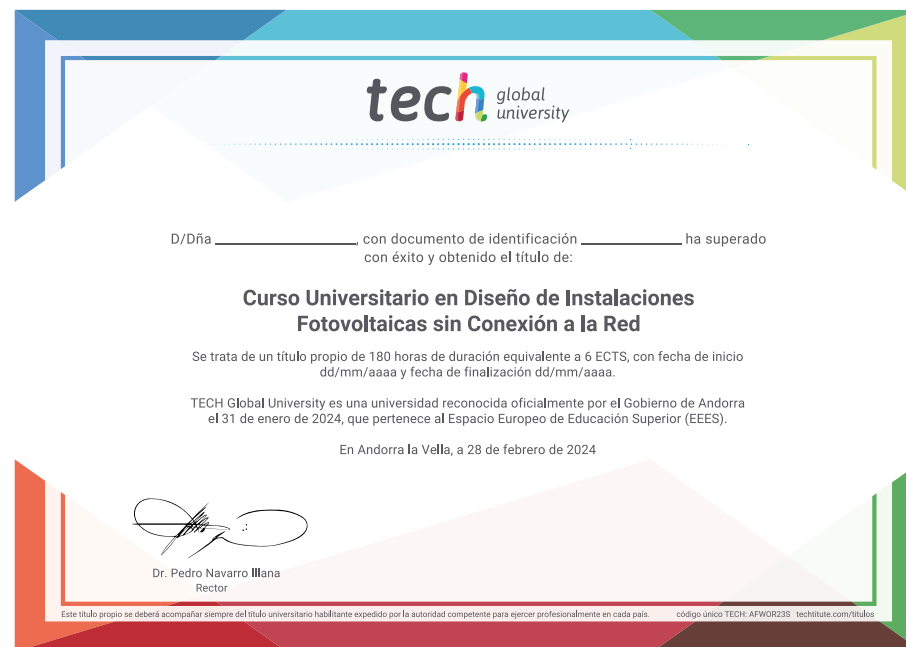 tech global university
D/Dña ______________, con documento de identificación __________ ha superado
con éxito y obtenido el título de:
Curso Universitario en Diseño de Instalaciones
Fotovoltaicas sin Conexión a la Red
Se trata de un título propio de 180 horas de duración equivalente a 6 ECTS, con fecha de inicio
dd/mm/aaaa y fecha de finalización dd/mm/aaaa.
TECH Global University es una universidad reconocida oficialmente por el Gobierno de Andorra
el 31 de enero de 2024, que pertenece al Espacio Europeo de Educación Superior (EEES).
En Andorra la Vella, a 28 de febrero de 2024
Dr. Pedro Navarro Illana
Rector
Este título propio se deberá acompañar siempre del título universitario habilitante expedido por la autoridad competente para ejercer profesionalmente en cada país. código único TECH: AFWOR23S techtitute.com/titulos